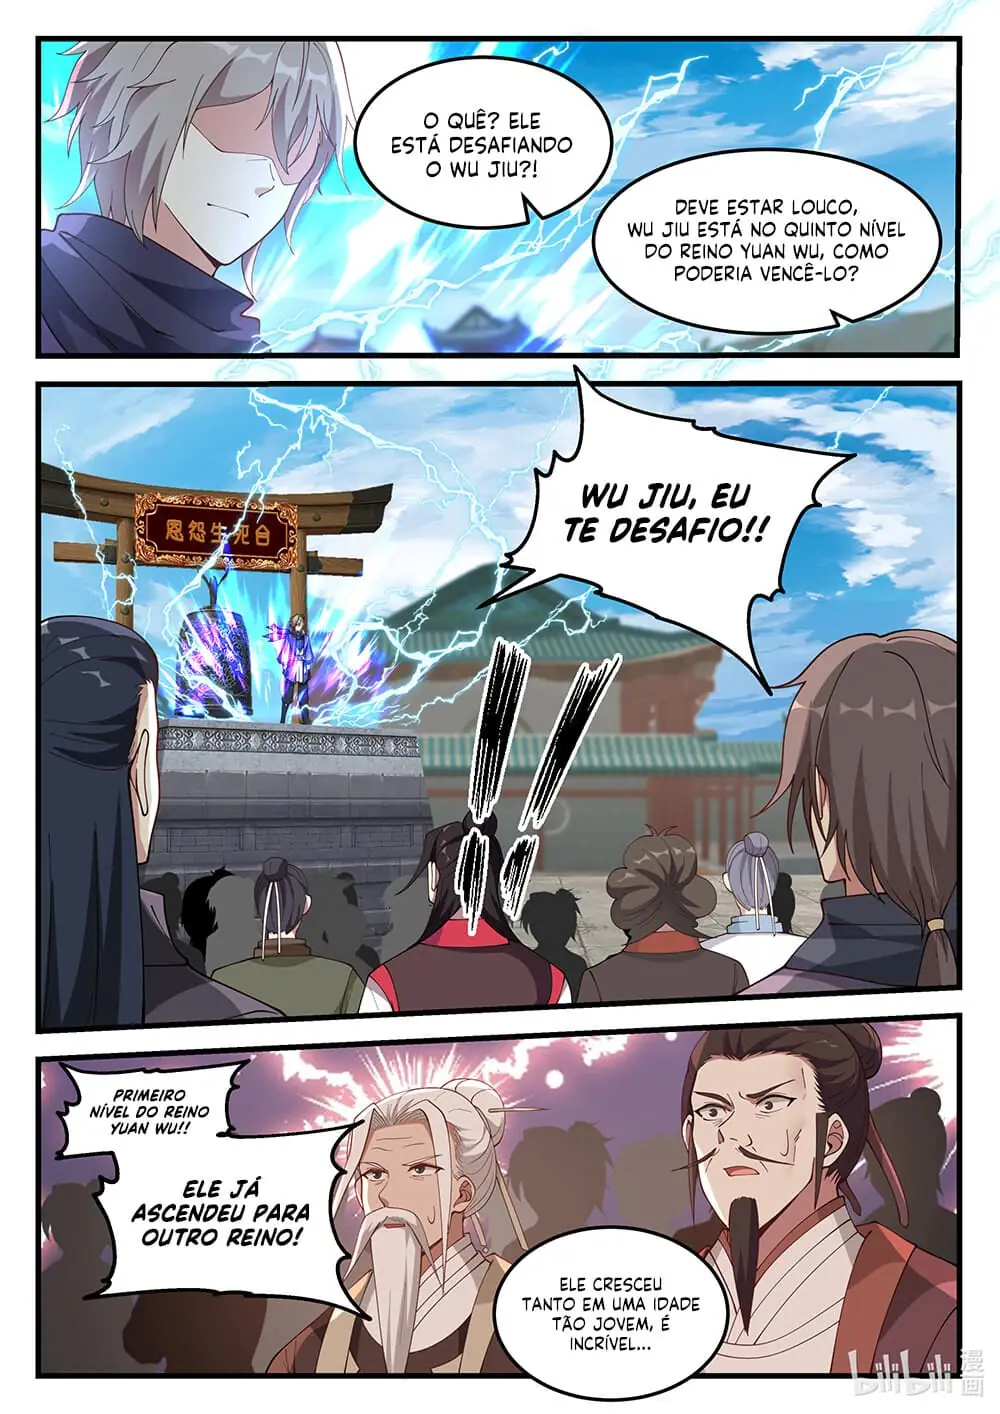 O QUÊ? ELE
ESTÁ DESAFIANDO
O WU JIU?!
DEVE ESTAR LOUCO,
WU JIU ESTÁ NO QUINTO NÍVEL
DO REINO YUAN WU, COMO
PODERIA VENCÊ-LO?
WU JIU, EU
TE DESAFIO!!
恩怨生死台
PRIMEIRO
NÍVEL DO REINO
YUAN WU!!
ELE JÁ
ASCENDEU PARA
OUTRO REINO!
ELE CRESCEU
TANTO EM UMA IDADE
TÃO JOVEM, É
INCRÍVEL...
bilibili 漫画